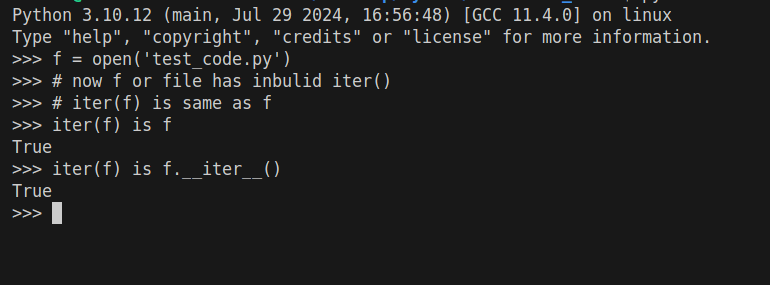 Python 3.10.12 (main, Jul 29 2024, 16:56:48) [GCC 11.4.0] on linux
Type "help", "copyright", "credits" or "license" for more information.
>>> f = open('test_code.py')
>>> # now f or file has inbulid iter()
>>> # iter(f) is same as f
>>> iter(f) is f
True
>>> iter(f) is f.__iter__()
True
>>>